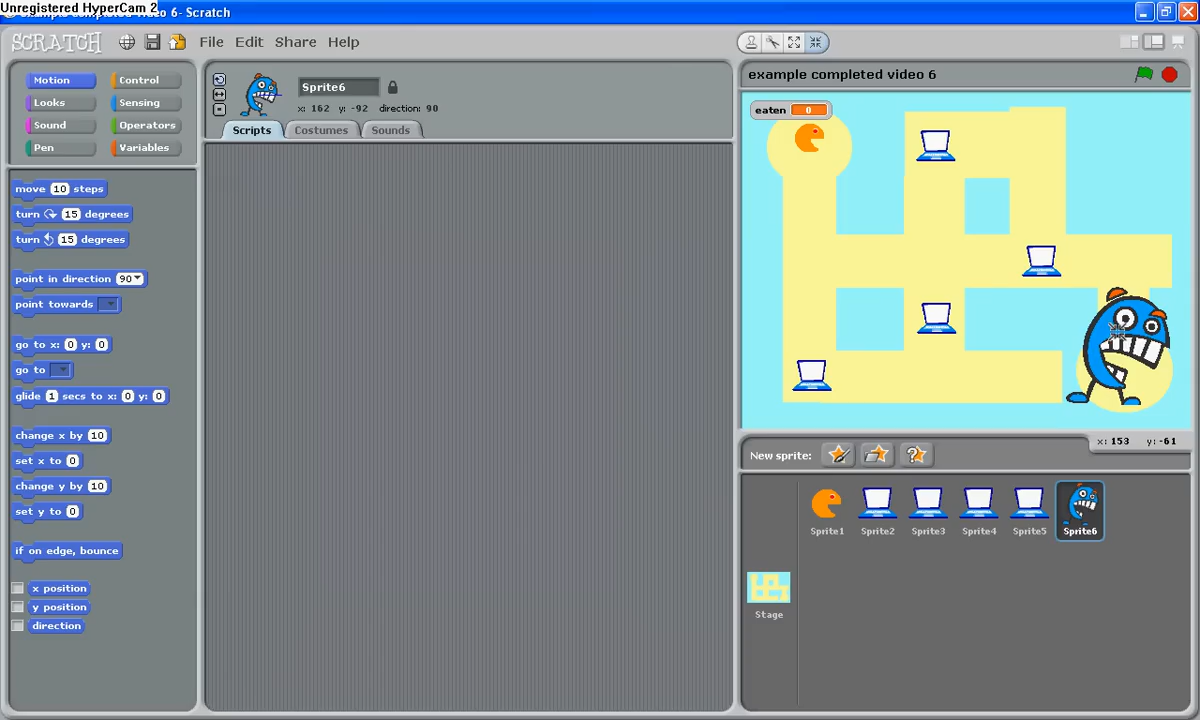 Unregistered HyperCam 2
video 6- Scratch
SCRATCH File Edit Share Help
Motion Control
Looks Sensing
Sound Operators
Pen Variables
Sprite6
x: 162 y: -92 direction: 90
Scripts Costumes Sounds
move 10 steps
turn 15 degrees
turn 15 degrees
point in direction 90
point towards
go to x: 0 y: 0
go to
glide 1 secs to x: 0 y: 0
change x by 10
set x to 0
change y by 10
set y to 0
if on edge, bounce
x position
y position
direction
example completed video 6
eaten 0
x: 153 y: -61
New sprite:
Sprite1 Sprite2 Sprite3 Sprite4 Sprite5 Sprite6
Stage